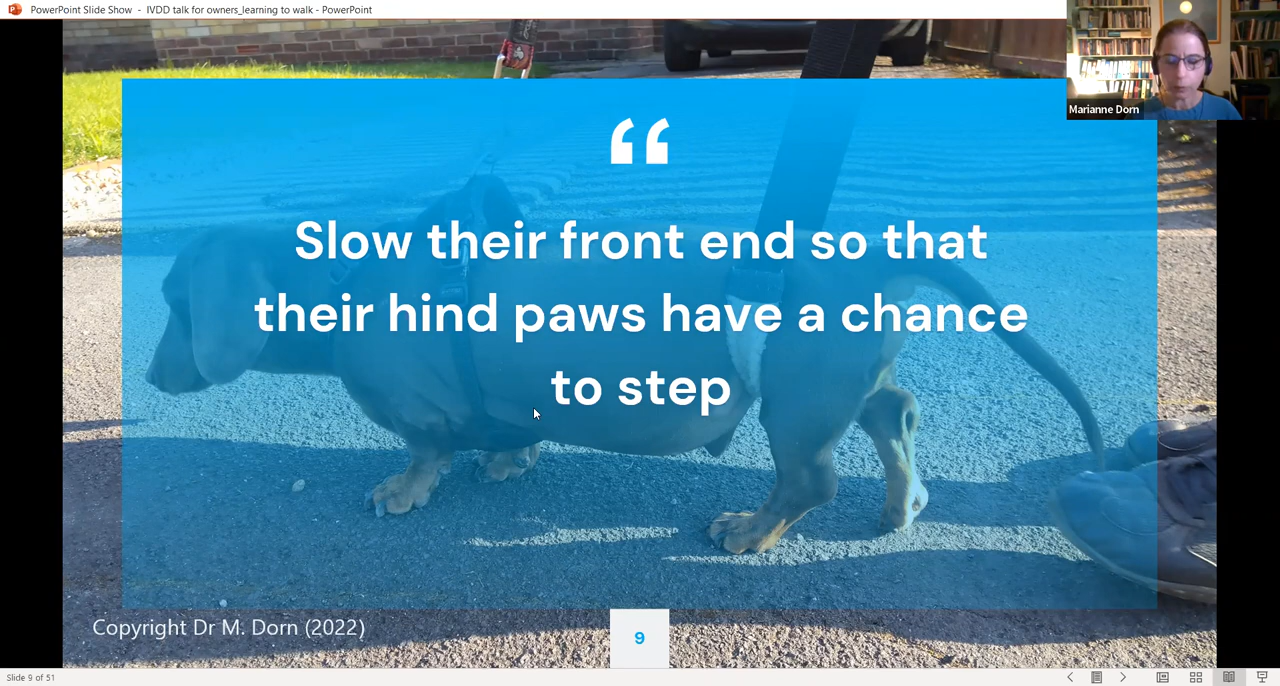 PowerPoint Slide Show - IVDD talk for owners_learning to walk - PowerPoint
Marianne Dorn
“
Slow their front end so that
their hind paws have a chance
to step
Copyright Dr M. Dorn (2022)
9
Slide 9 of 51